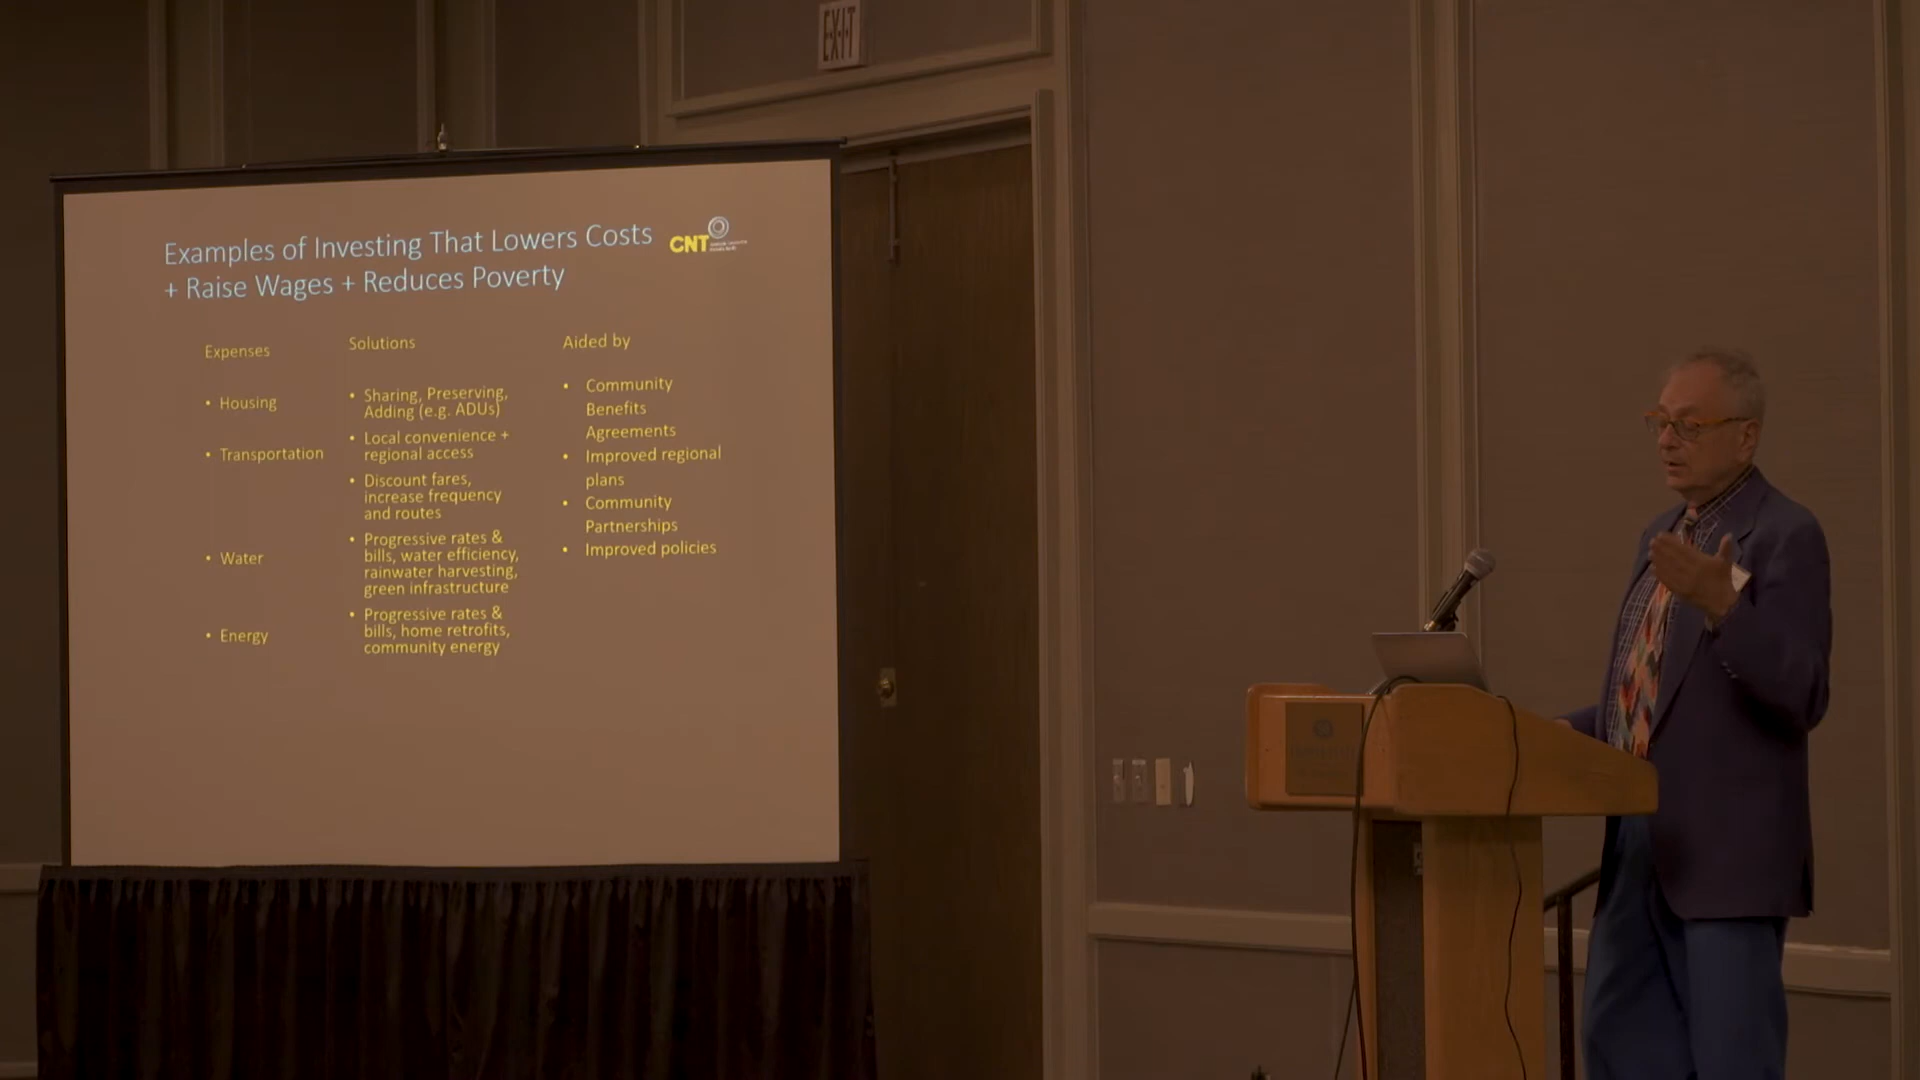 EXIT
Examples of Investing That Lowers Costs
+ Raise Wages + Reduces Poverty
CNT
Expenses
• Housing
• Transportation
• Water
• Energy
Solutions
• Sharing, Preserving,
Adding (e.g. ADUs)
• Local convenience +
regional access
• Discount fares,
increase frequency
and routes
• Progressive rates &
bills, water efficiency,
rainwater harvesting,
green infrastructure
• Progressive rates &
bills, home retrofits,
community energy
Aided by
• Community
Benefits
Agreements
• Improved regional
plans
• Community
Partnerships
• Improved policies